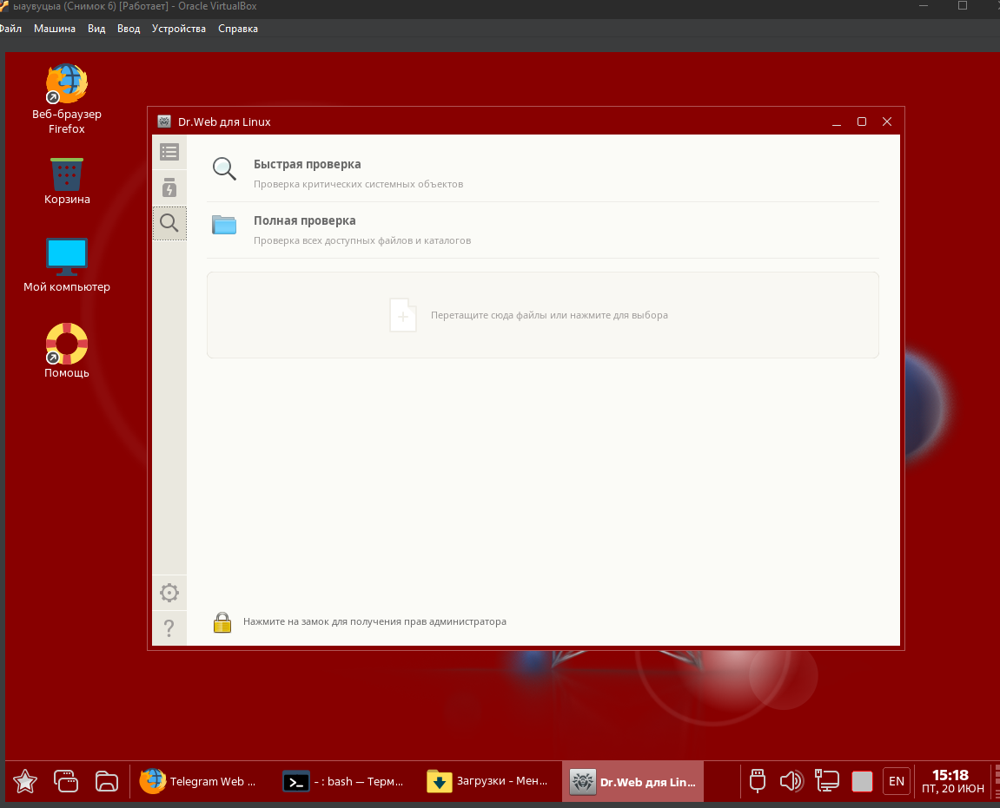 ыаувуцыа (Снимок 6) [Работает] - Oracle VirtualBox
Файл Машина Вид Ввод Устройства Справка
Веб-браузер
Firefox
Корзина
Мой компьютер
Помощь
Dr.Web для Linux
Быстрая проверка
Проверка критических системных объектов
Полная проверка
Проверка всех доступных файлов и каталогов
Перетащите сюда файлы или нажмите для выбора
?
Нажмите на замок для получения прав администратора
Telegram Web ...
- : bash — Терм...
Загрузки - Мен...
Dr.Web для Lin...
EN
15:18
ПТ, 20 ИЮН